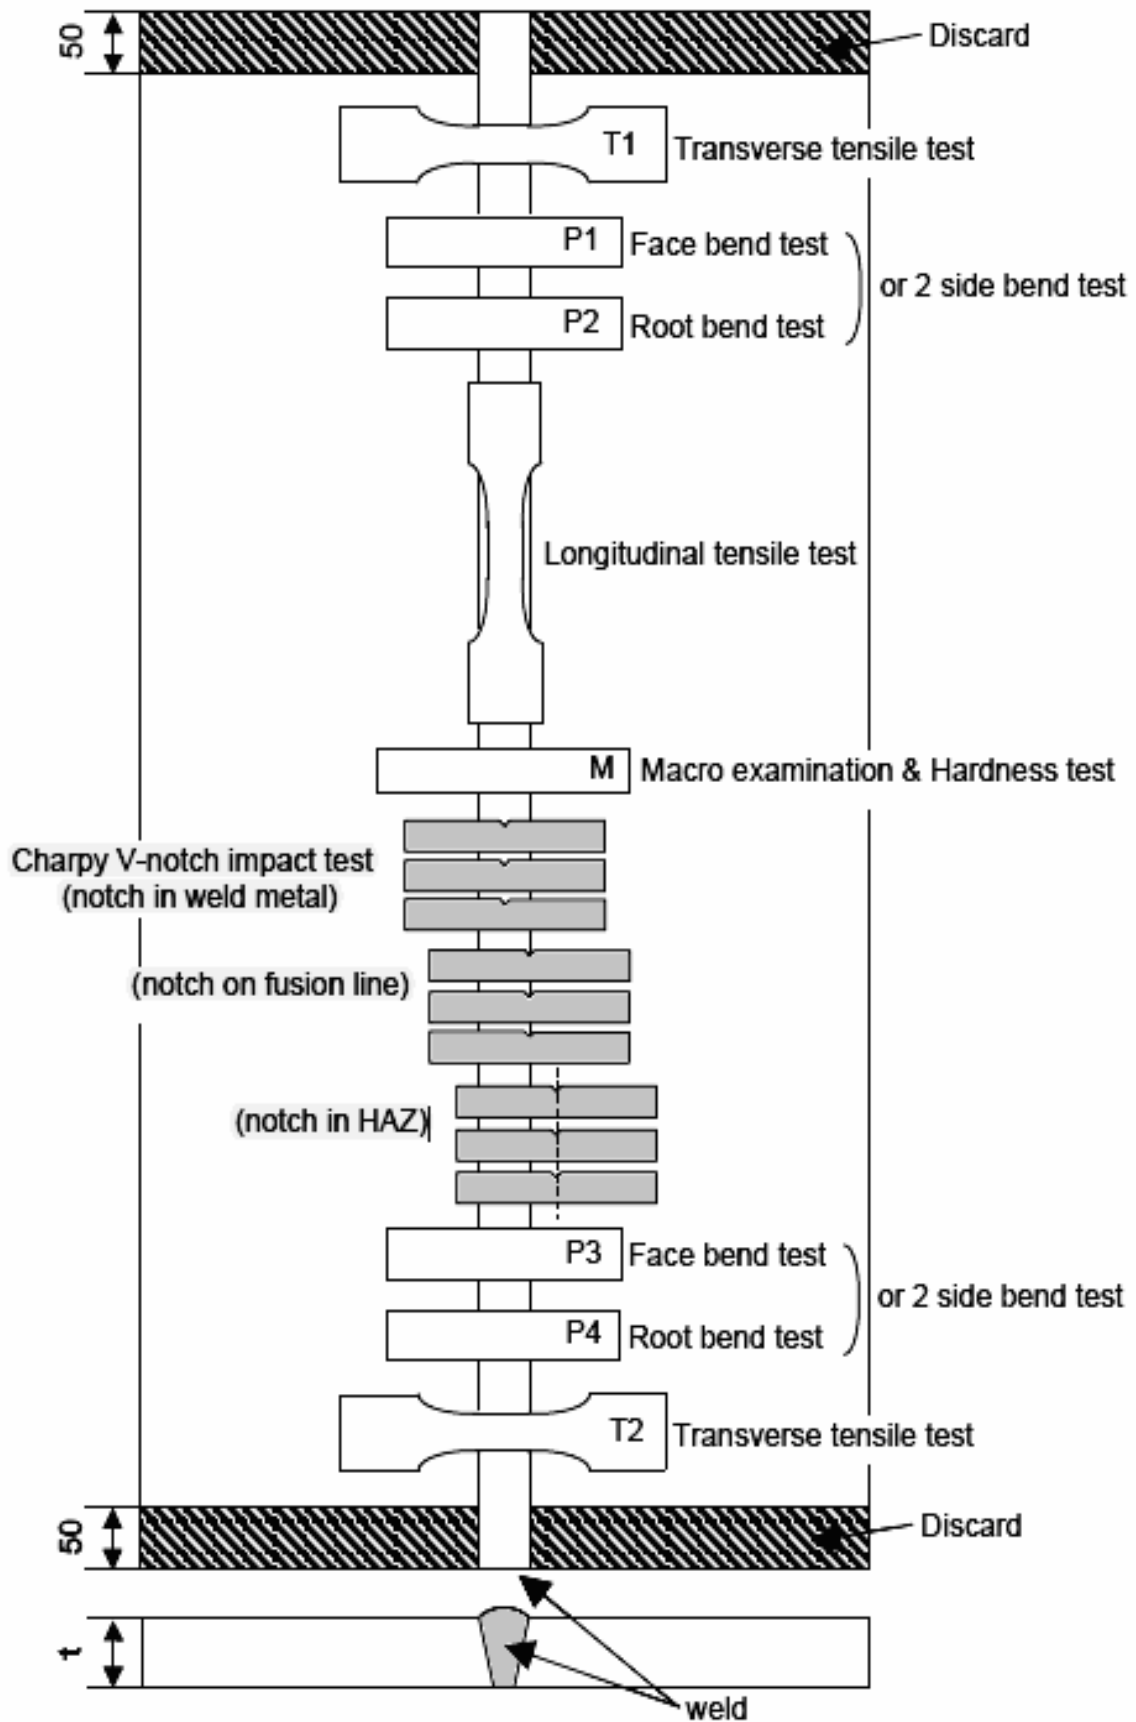 50
Discard
T1
Transverse tensile test
P1
Face bend test
or 2 side bend test
P2
Root bend test
Longitudinal tensile test
M
Macro examination & Hardness test
Charpy V-notch impact test
(notch in weld metal)
(notch on fusion line)
(notch in HAZ)
P3
Face bend test
or 2 side bend test
P4
Root bend test
T2
Transverse tensile test
50
Discard
t
weld